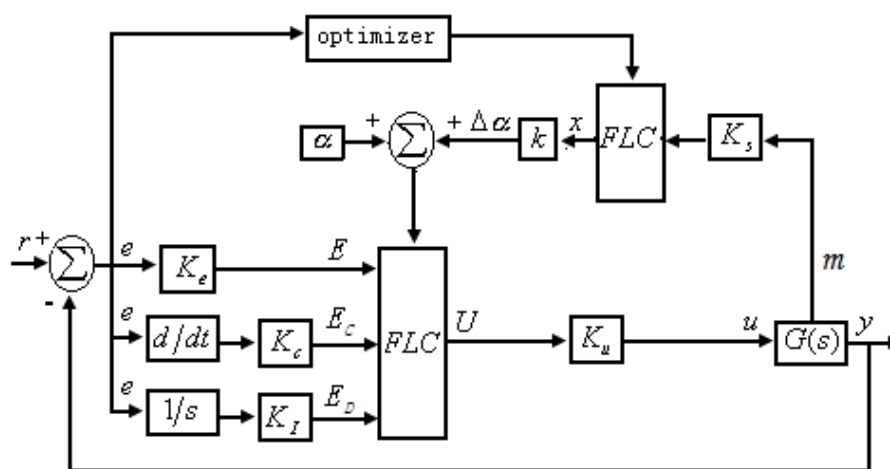 optimizer
α + Σ + Δα k x FLC K_s
r + Σ - e K_e E
m
e d/dt K_c E_C FLC U K_u u G(s) y
e 1/s K_I E_D